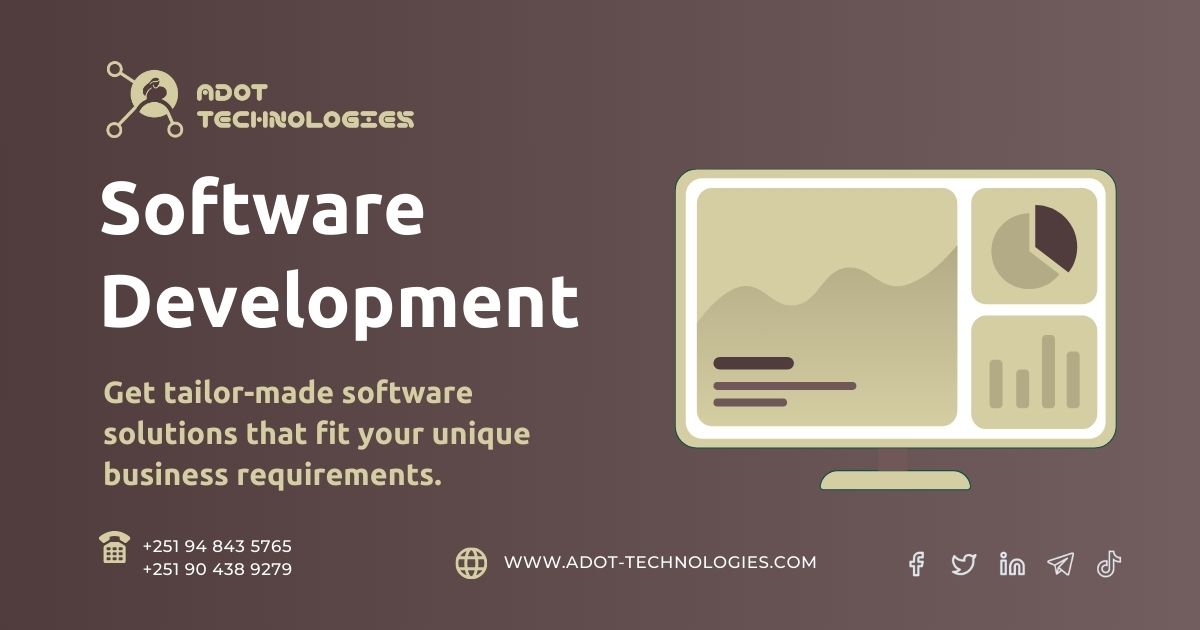 ADOT
TECHNOLOGIES
Software
Development
Get tailor-made software
solutions that fit your unique
business requirements.
+251 94 843 5765
+251 90 438 9279
WWW.ADOT-TECHNOLOGIES.COM